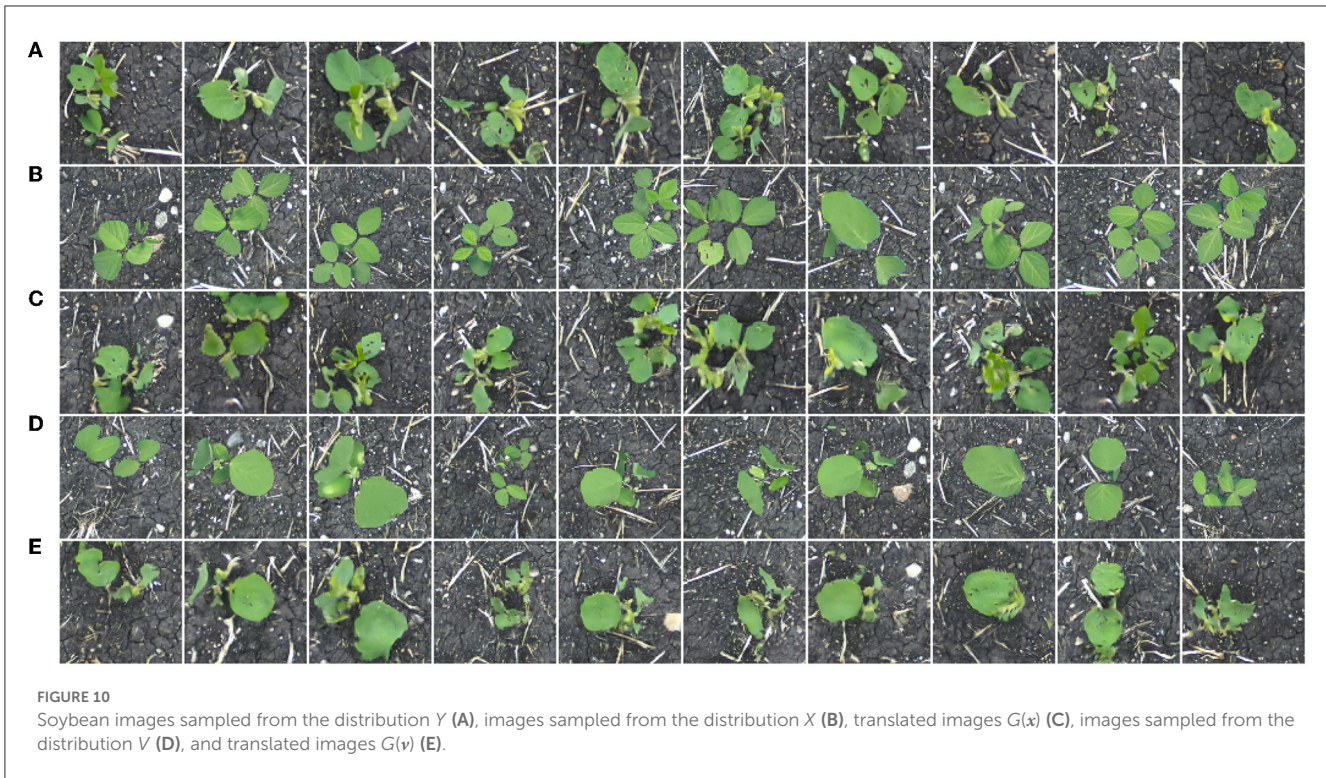 A
B
C
D
E
FIGURE 10
Soybean images sampled from the distribution Y (A), images sampled from the distribution X (B), translated images G(x) (C), images sampled from the
distribution V (D), and translated images G(v) (E).